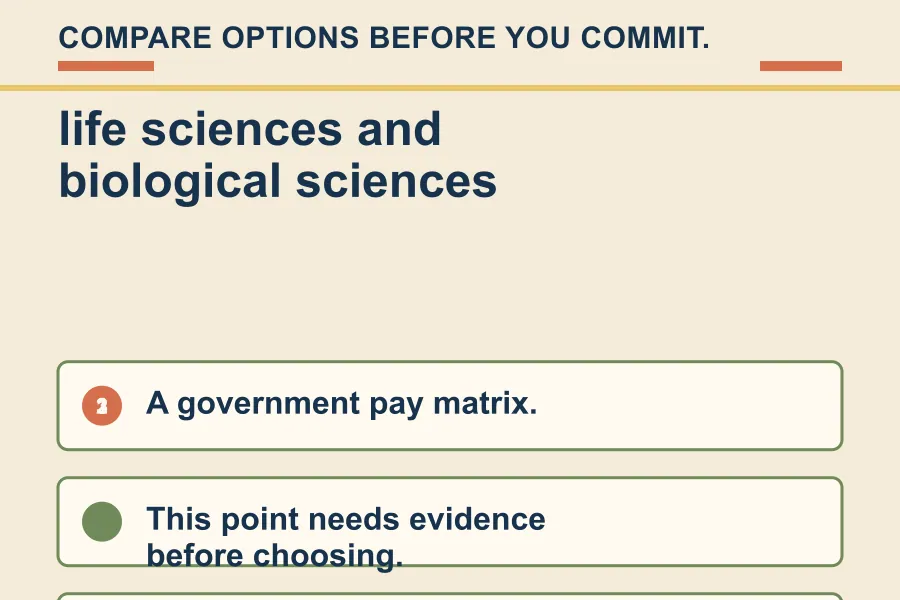 COMPARE OPTIONS BEFORE YOU COMMIT.
life sciences and
biological sciences
A government pay matrix.
This point needs evidence
before choosing.